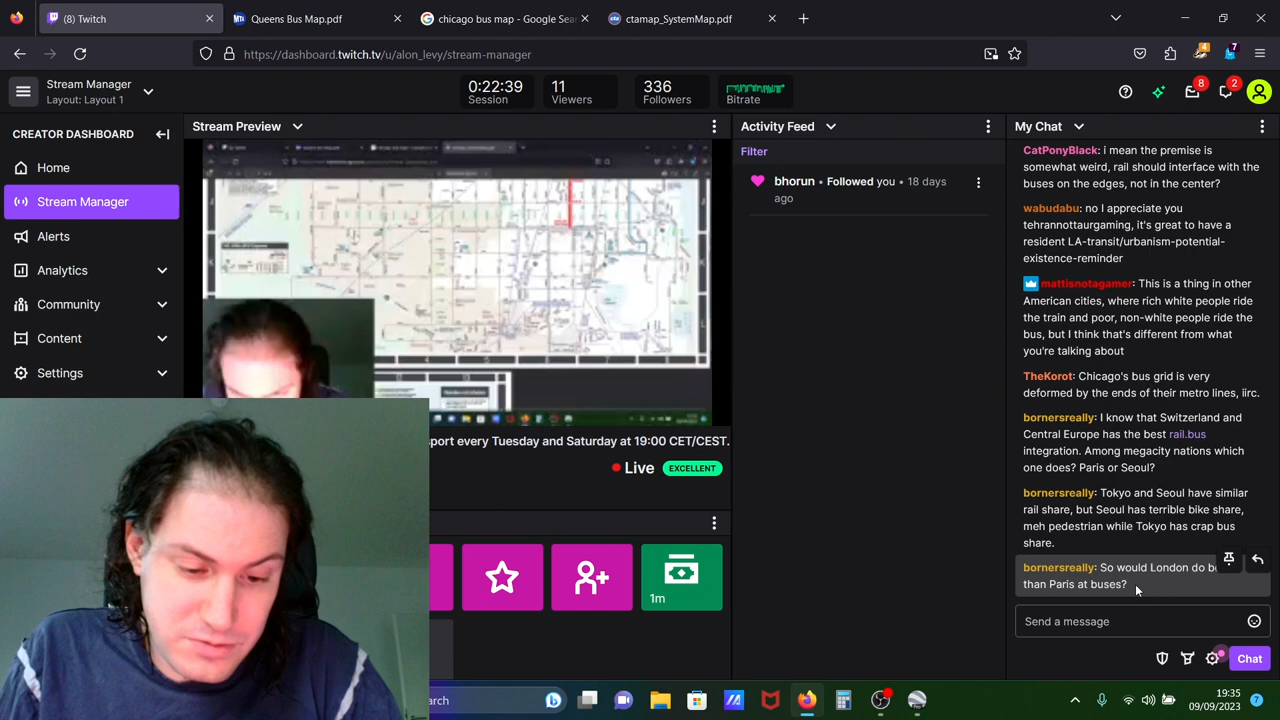 (8) Twitch
Queens Bus Map.pdf
chicago bus map - Google Sea
ctamap_SystemMap.pdf
https://dashboard.twitch.tv/u/alon_levy/stream-manager
4
7
Stream Manager
Layout: Layout 1
0:22:39
Session
11
Viewers
336
Followers
Bitrate
8
2
CREATOR DASHBOARD
Home
Stream Manager
Alerts
Analytics
Community
Content
Settings
Stream Preview
port every Tuesday and Saturday at 19:00 CET/CEST.
Live
EXCELLENT
1m
Activity Feed
Filter
bhorun • Followed you • 18 days
ago
My Chat
CatPonyBlack: i mean the premise is
somewhat weird, rail should interface with the
buses on the edges, not in the center?
wabudabu: no I appreciate you
tehrannottaurgaming, it's great to have a
resident LA-transit/urbanism-potential-
existence-reminder
mattisnotagamer: This is a thing in other
American cities, where rich white people ride
the train and poor, non-white people ride the
bus, but I think that's different from what
you're talking about
TheKorot: Chicago's bus grid is very
deformed by the ends of their metro lines, iirc.
bornersreally: I know that Switzerland and
Central Europe has the best rail.bus
integration. Among megacity nations which
one does? Paris or Seoul?
bornersreally: Tokyo and Seoul have similar
rail share, but Seoul has terrible bike share,
meh pedestrian while Tokyo has crap bus
share.
bornersreally: So would London do b
than Paris at buses?
Send a message
Chat
arch
19:35
09/09/2023